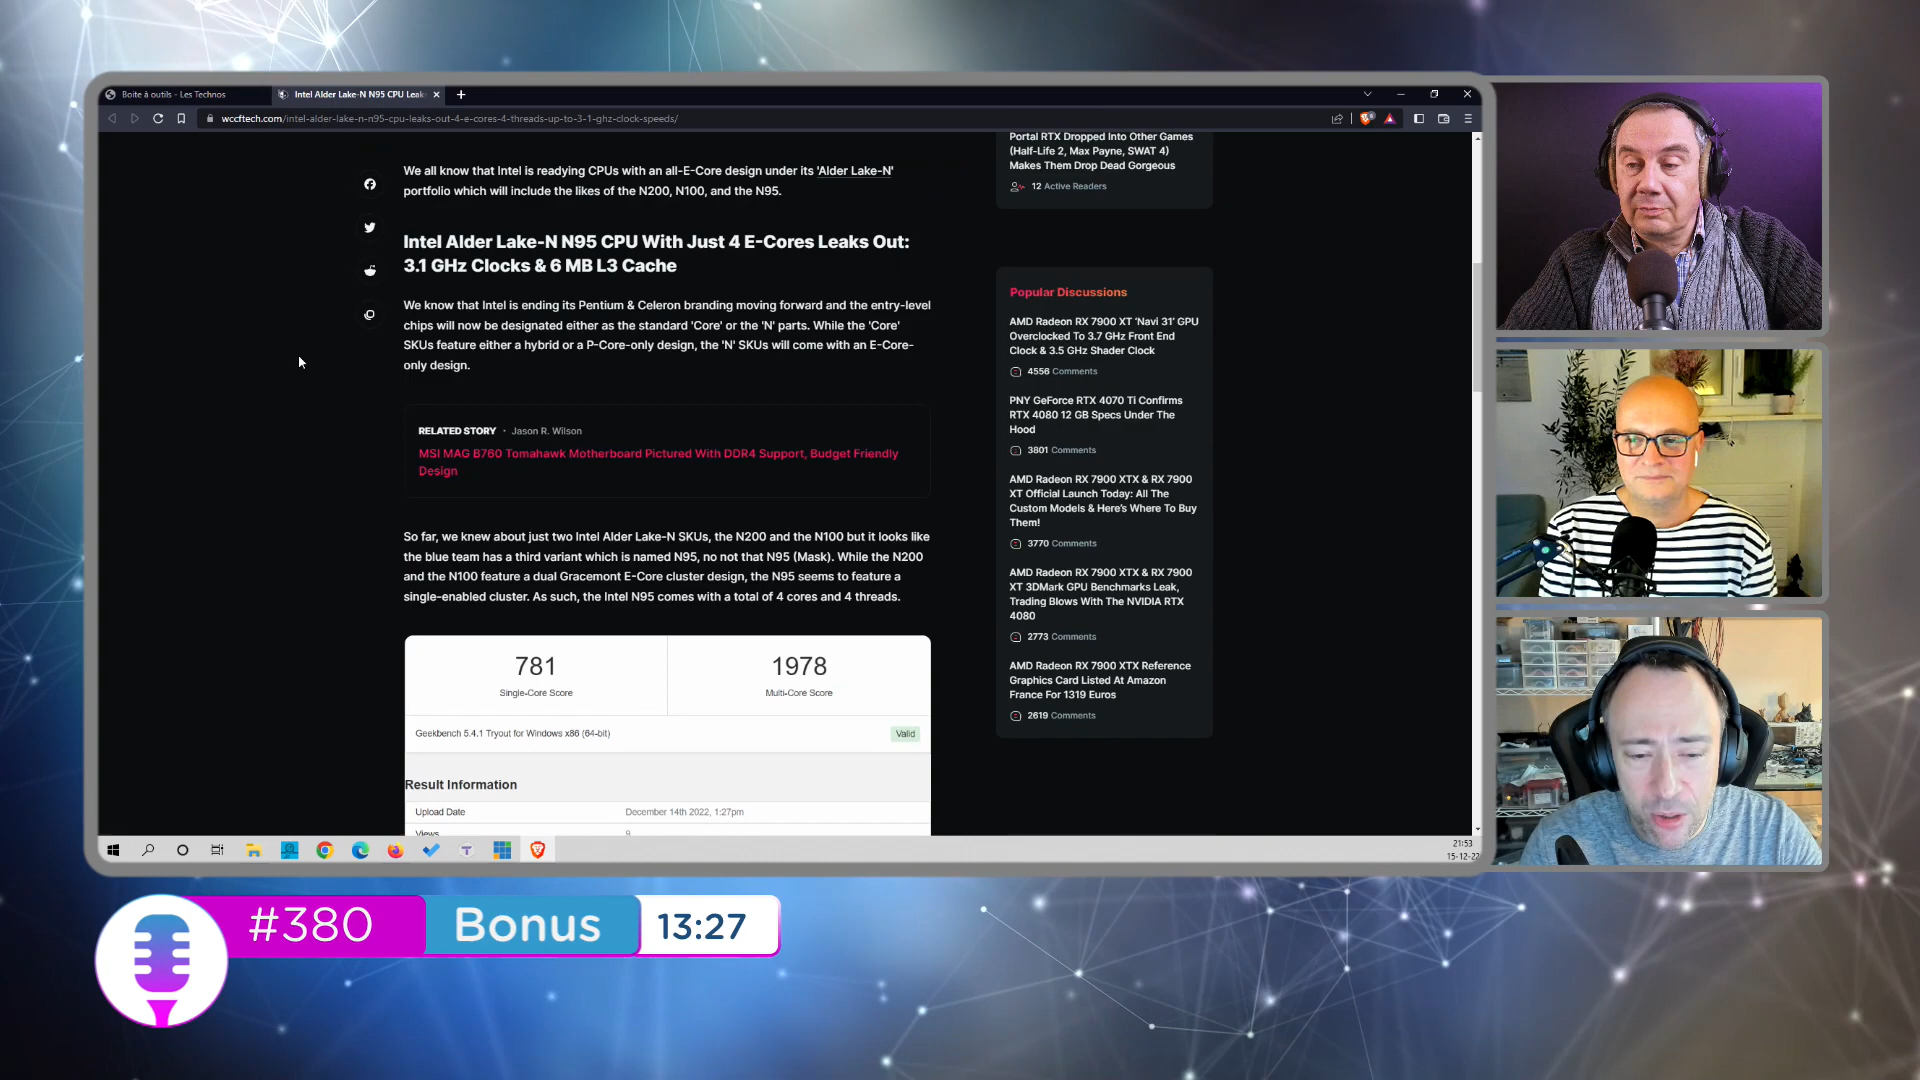 Boite à outils - Les Technos
Intel Alder Lake-N N95 CPU Leaks
wccftech.com/intel-alder-lake-n-n95-cpu-leaks-out-4-e-cores-4-threads-up-to-3-1-ghz-clock-speeds/
We all know that Intel is readying CPUs with an all-E-Core design under its 'Alder Lake-N'
portfolio which will include the likes of the N200, N100, and the N95.
Intel Alder Lake-N N95 CPU With Just 4 E-Cores Leaks Out:
3.1 GHz Clocks & 6 MB L3 Cache
We know that Intel is ending its Pentium & Celeron branding moving forward and the entry-level
chips will now be designated either as the standard 'Core' or the 'N' parts. While the 'Core'
SKUs feature either a hybrid or a P-Core-only design, the 'N' SKUs will come with an E-Core-
only design.
RELATED STORY • Jason R. Wilson
MSI MAG B760 Tomahawk Motherboard Pictured With DDR4 Support, Budget Friendly
Design
So far, we knew about just two Intel Alder Lake-N SKUs, the N200 and the N100 but it looks like
the blue team has a third variant which is named N95, no not that N95 (Mask). While the N200
and the N100 feature a dual Gracemont E-Core cluster design, the N95 seems to feature a
single-enabled cluster. As such, the Intel N95 comes with a total of 4 cores and 4 threads.
781
Single-Core Score
1978
Multi-Core Score
Geekbench 5.4.1 Tryout for Windows x86 (64-bit)
Valid
Result Information
Upload Date
December 14th 2022, 1:27pm
Views
9
Portal RTX Dropped Into Other Games
(Half-Life 2, Max Payne, SWAT 4)
Makes Them Drop Dead Gorgeous
12 Active Readers
Popular Discussions
AMD Radeon RX 7900 XT 'Navi 31' GPU
Overclocked To 3.7 GHz Front End
Clock & 3.5 GHz Shader Clock
4556 Comments
PNY GeForce RTX 4070 Ti Confirms
RTX 4080 12 GB Specs Under The
Hood
3801 Comments
AMD Radeon RX 7900 XTX & RX 7900
XT Official Launch Today: All The
Custom Models & Here's Where To Buy
Them!
3770 Comments
AMD Radeon RX 7900 XTX & RX 7900
XT 3DMark GPU Benchmarks Leak,
Trading Blows With The NVIDIA RTX
4080
2773 Comments
AMD Radeon RX 7900 XTX Reference
Graphics Card Listed At Amazon
France For 1319 Euros
2619 Comments
21:53
15-12-22
#380
Bonus
13:27